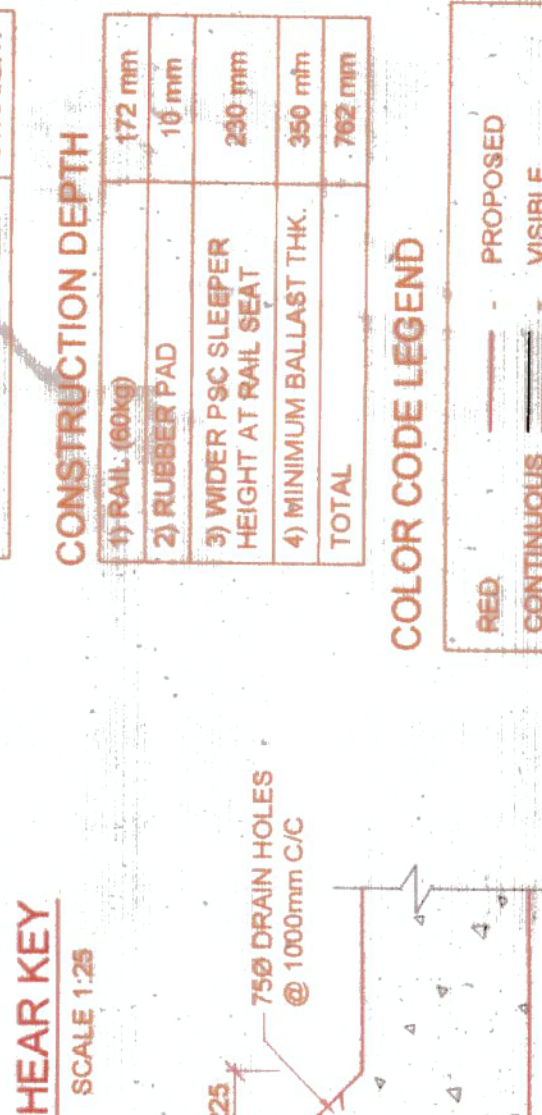 CONSTRUCTION DEPTH
1) RAIL (60kg) 172 mm
2) RUBBER PAD 10 mm
3) WIDER PSC SLEEPER
HEIGHT AT RAIL SEAT 230 mm
4) MINIMUM BALLAST THK. 350 mm
TOTAL 762 mm
COLOR CODE LEGEND
RED - PROPOSED
CONTINUOUS - VISIBLE
HEAR KEY
SCALE 1:25
75Ø DRAIN HOLES
@ 1000mm C/C
25